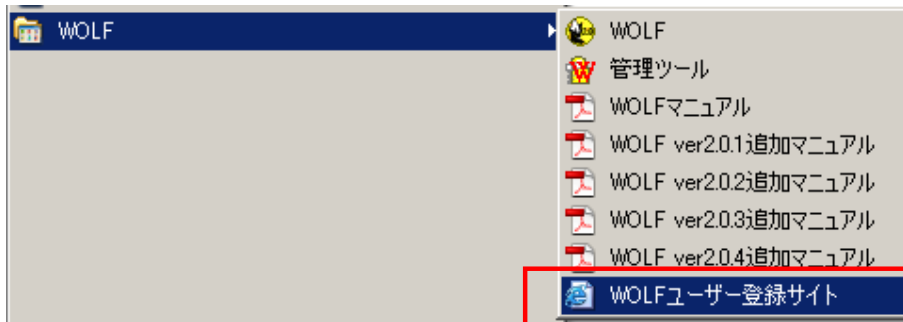 WOLF
WOLF
管理ツール
WOLFマニュアル
WOLF ver2.0.1追加マニュアル
WOLF ver2.0.2追加マニュアル
WOLF ver2.0.3追加マニュアル
WOLF ver2.0.4追加マニュアル
WOLFユーザー登録サイト